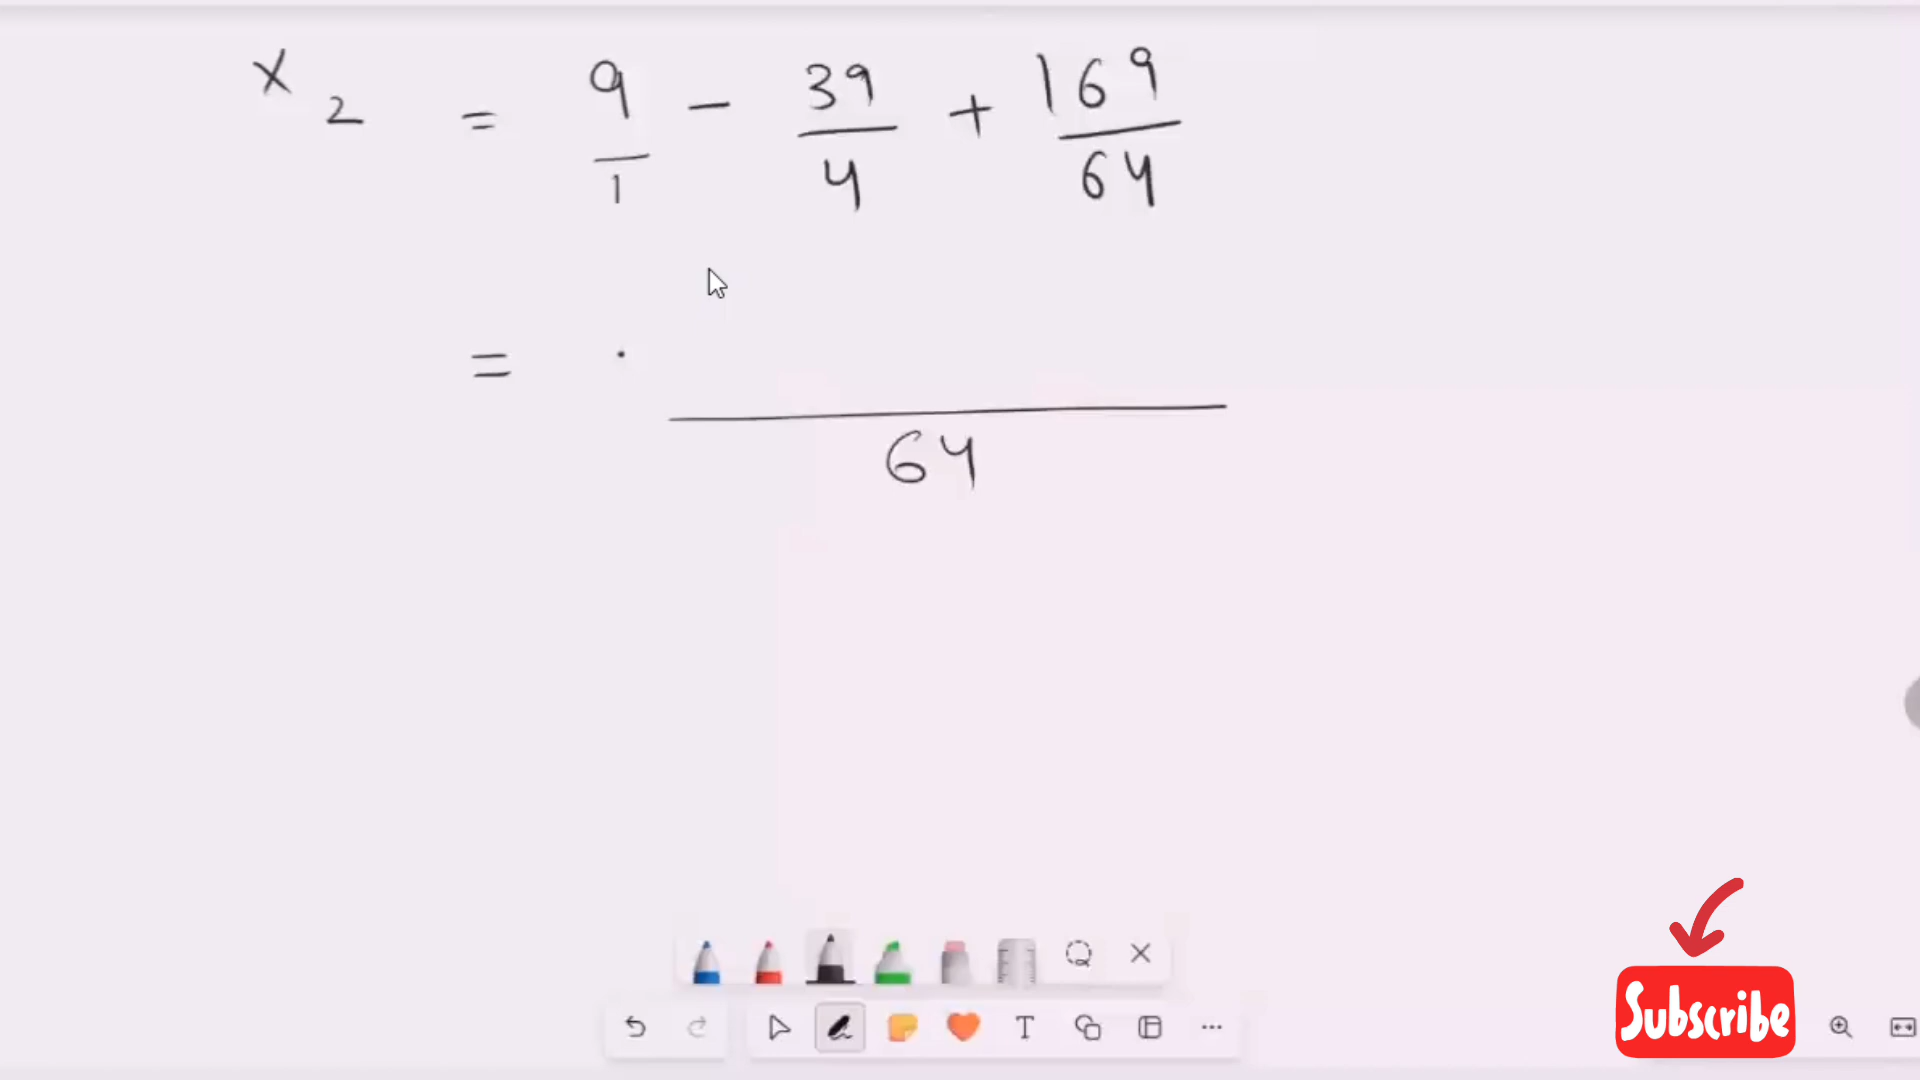 x₂ = 9/1 - 39/4 + 169/64
= ⋅ /64
T
Subscribe